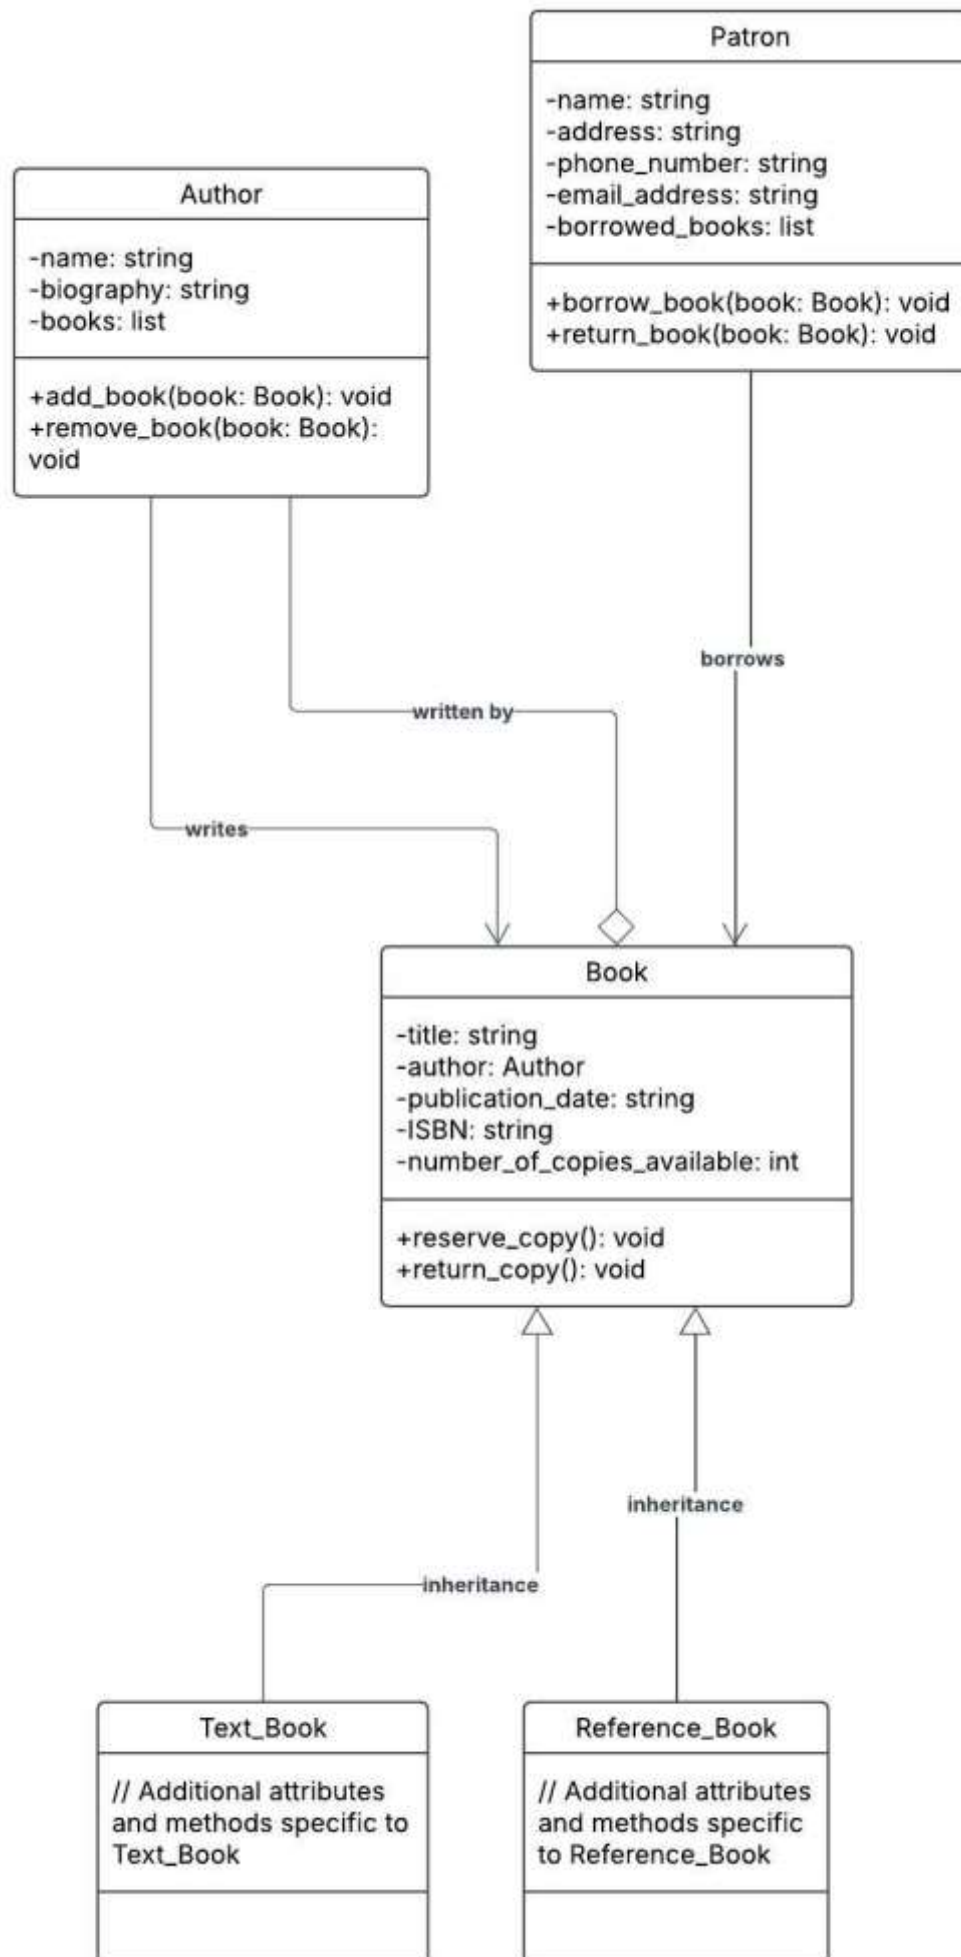 Patron
-name: string
-address: string
-phone_number: string
-email_address: string
-borrowed_books: list
+borrow_book(book: Book): void
+return_book(book: Book): void
Author
-name: string
-biography: string
-books: list
+add_book(book: Book): void
+remove_book(book: Book):
void
borrows
written by
writes
Book
-title: string
-author: Author
-publication_date: string
-ISBN: string
-number_of_copies_available: int
+reserve_copy(): void
+return_copy(): void
inheritance
inheritance
Text_Book
// Additional attributes
and methods specific to
Text_Book
Reference_Book
// Additional attributes
and methods specific
to Reference_Book